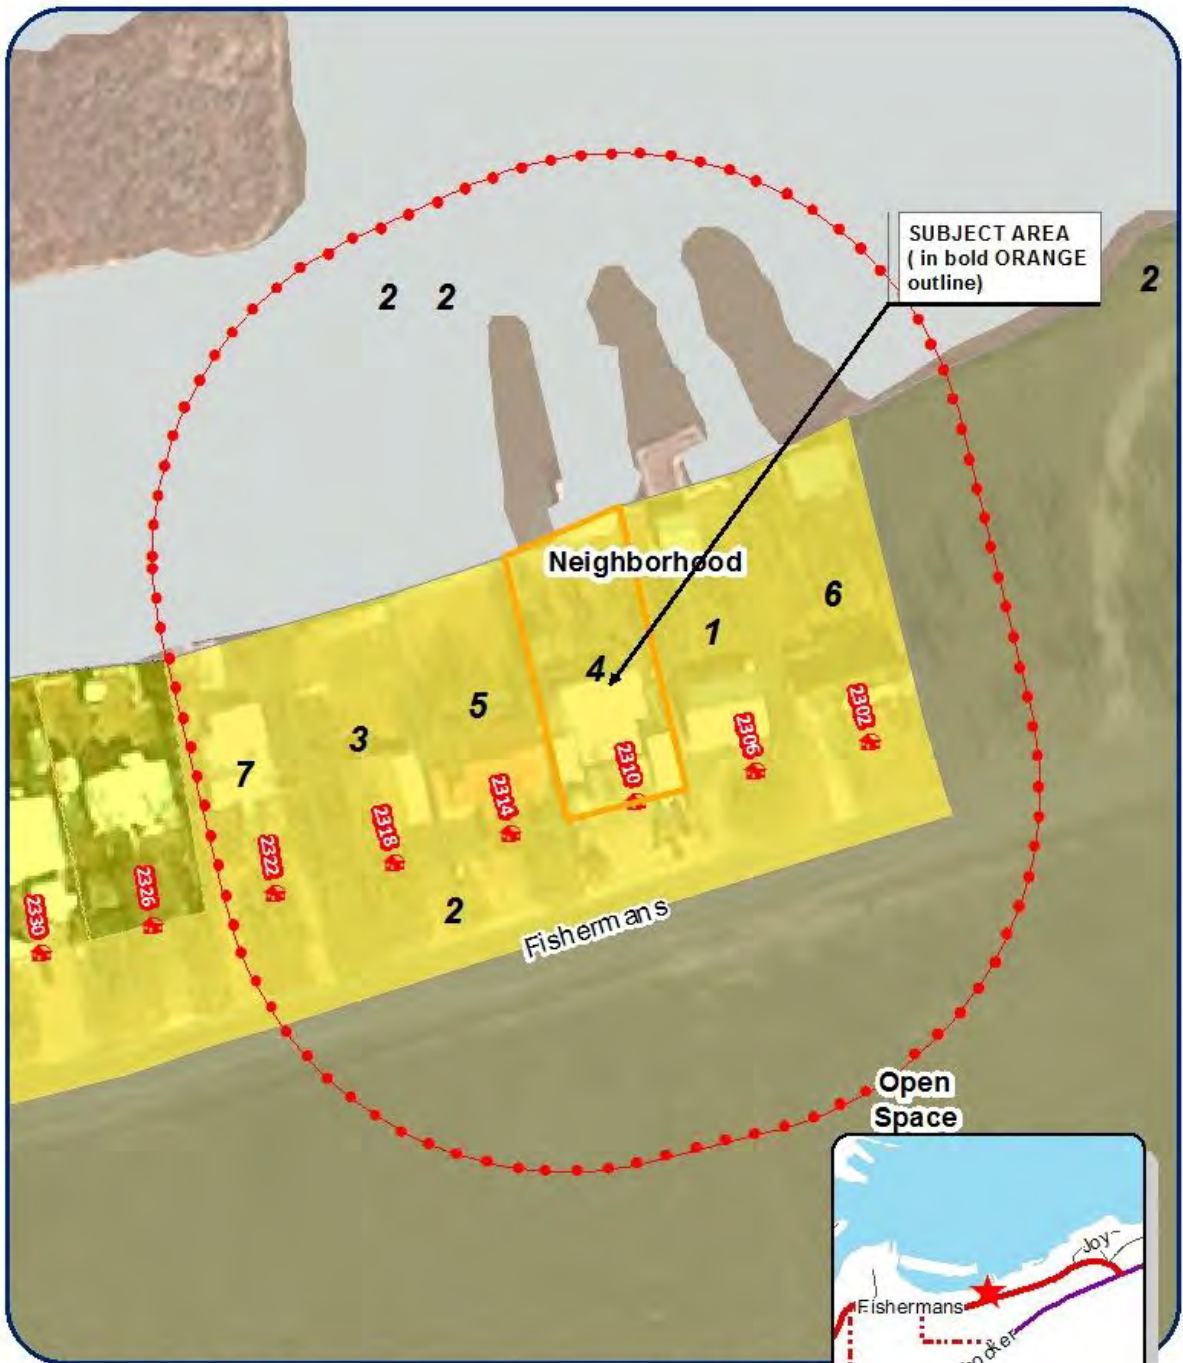 SUBJECT AREA
( in bold ORANGE
outline)
2
2 2
Neighborhood
6
1
4
5
3
7
2302
2306
2310
2314
2318
2322
2326
2330
2
Fishermans
Open
Space
Joy
Fishermans